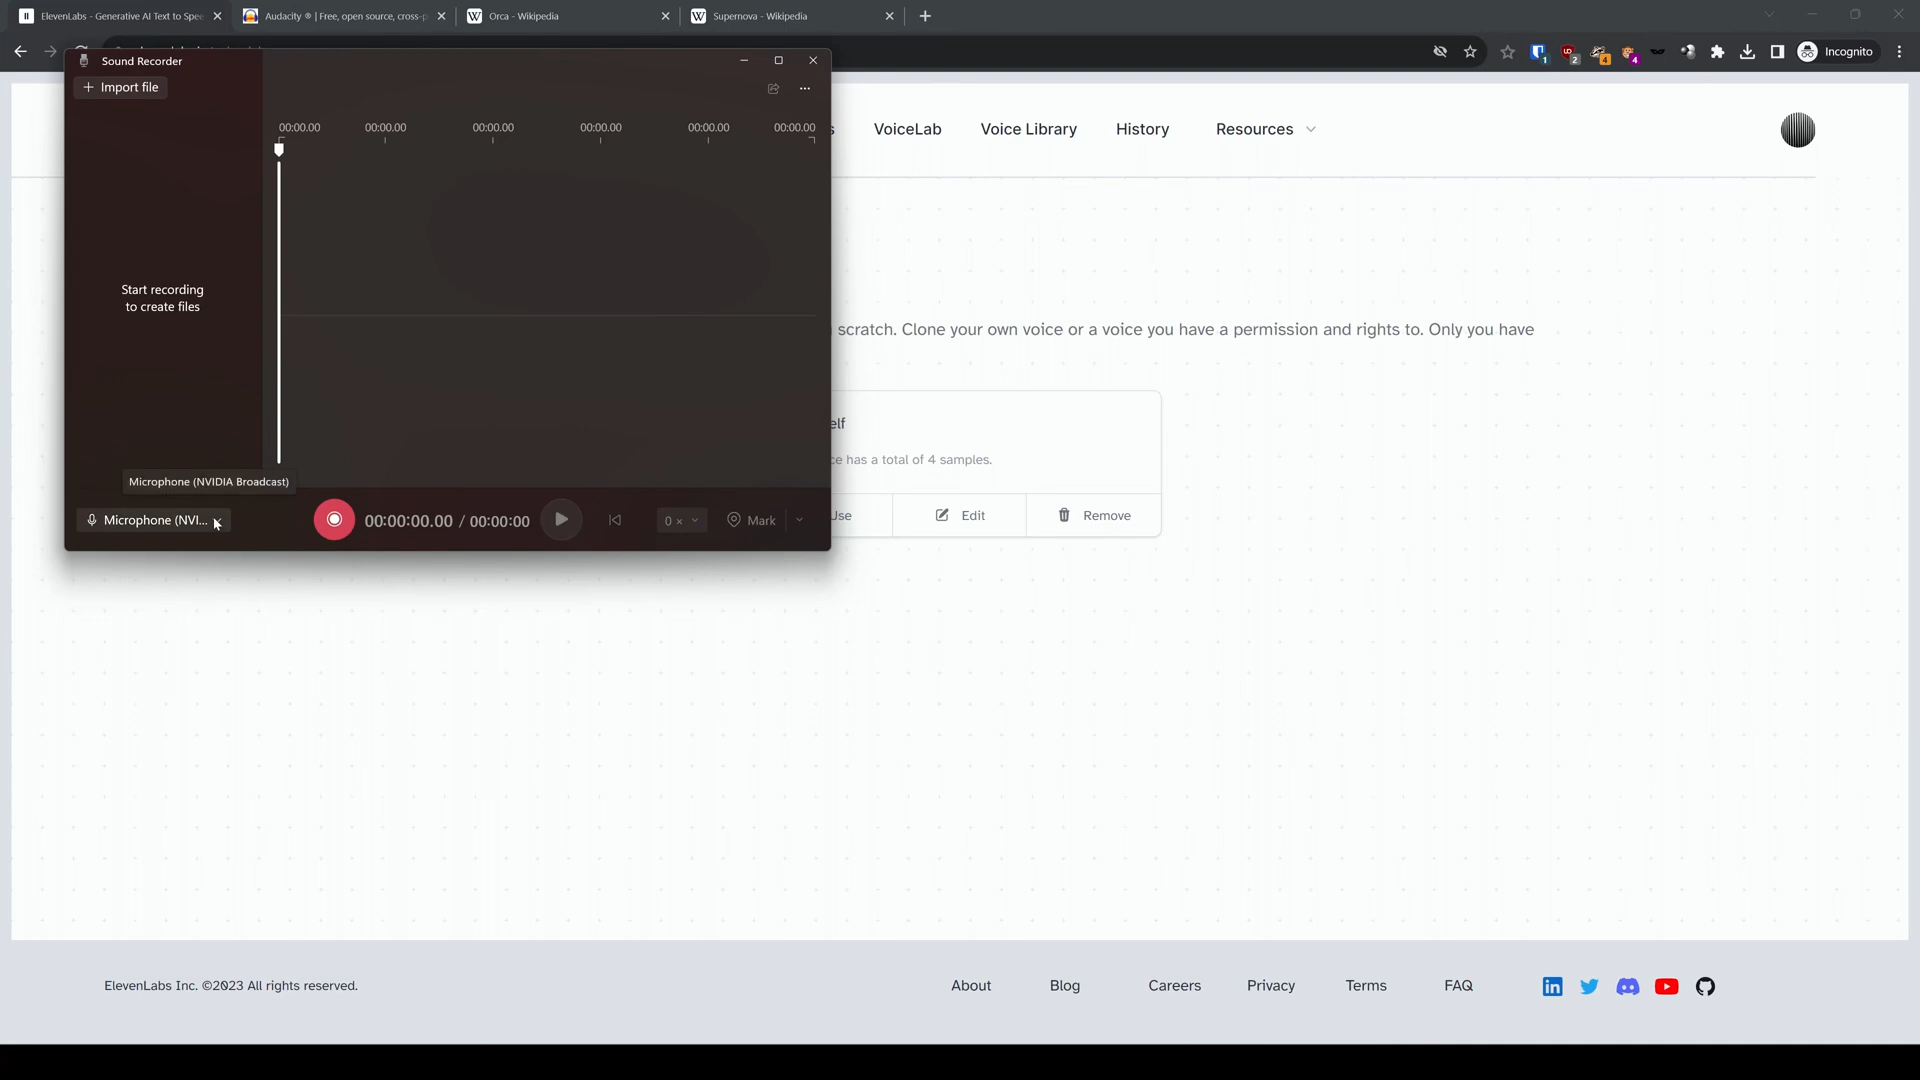 ElevenLabs - Generative AI Text to Spee
Audacity ® | Free, open source, cross-p
Orca - Wikipedia
Supernova - Wikipedia
1
2
4
4
Incognito
Sound Recorder
Import file
00:00.00 00:00.00 00:00.00 00:00.00 00:00.00 00:00.00
Start recording
to create files
Microphone (NVIDIA Broadcast)
Microphone (NVI...
00:00:00.00 / 00:00:00
0 ×
Mark
s
VoiceLab
Voice Library
History
Resources
scratch. Clone your own voice or a voice you have a permission and rights to. Only you have
elf
ce has a total of 4 samples.
Use
Edit
Remove
ElevenLabs Inc. ©2023 All rights reserved.
About
Blog
Careers
Privacy
Terms
FAQ